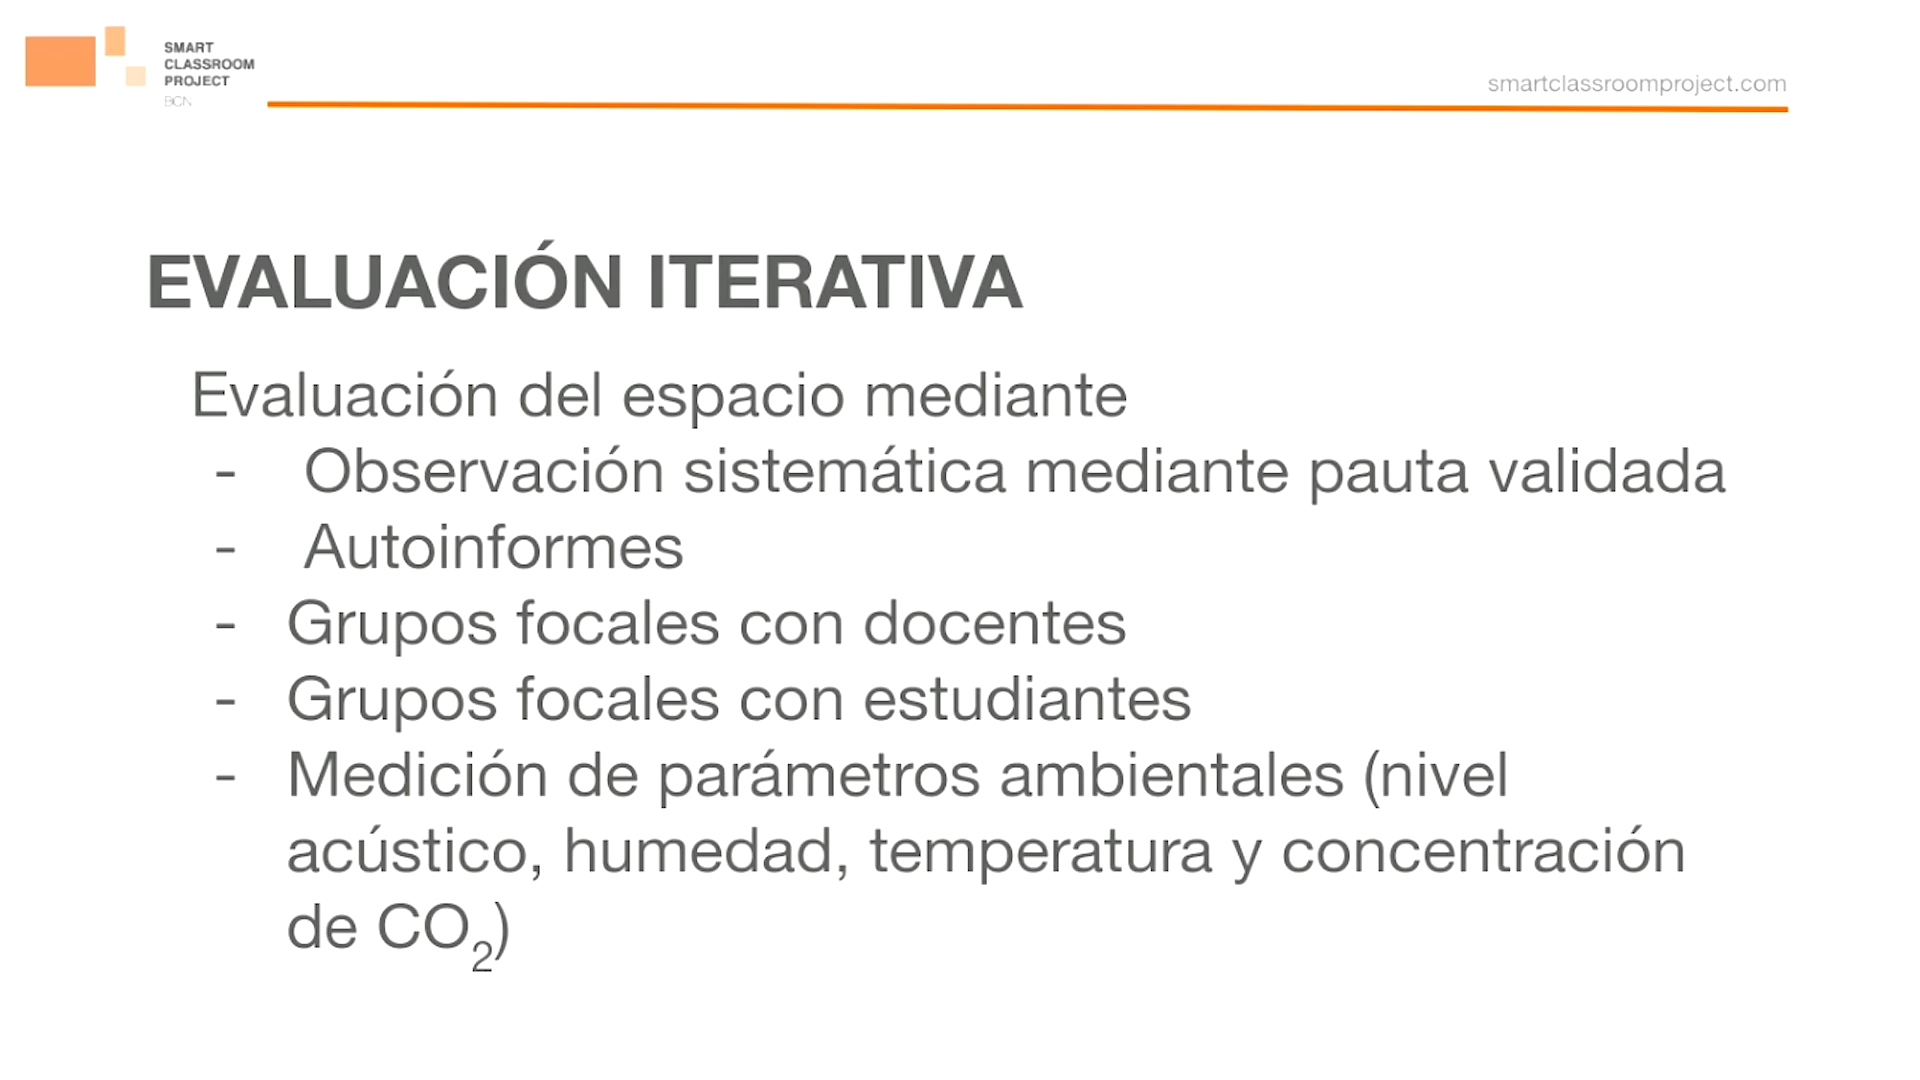 SMART
CLASSROOM
PROJECT
BCN
smartclassroomproject.com
EVALUACIÓN ITERATIVA
Evaluación del espacio mediante
- Observación sistemática mediante pauta validada
- Autoinformes
- Grupos focales con docentes
- Grupos focales con estudiantes
- Medición de parámetros ambientales (nivel
acústico, humedad, temperatura y concentración
de CO₂)